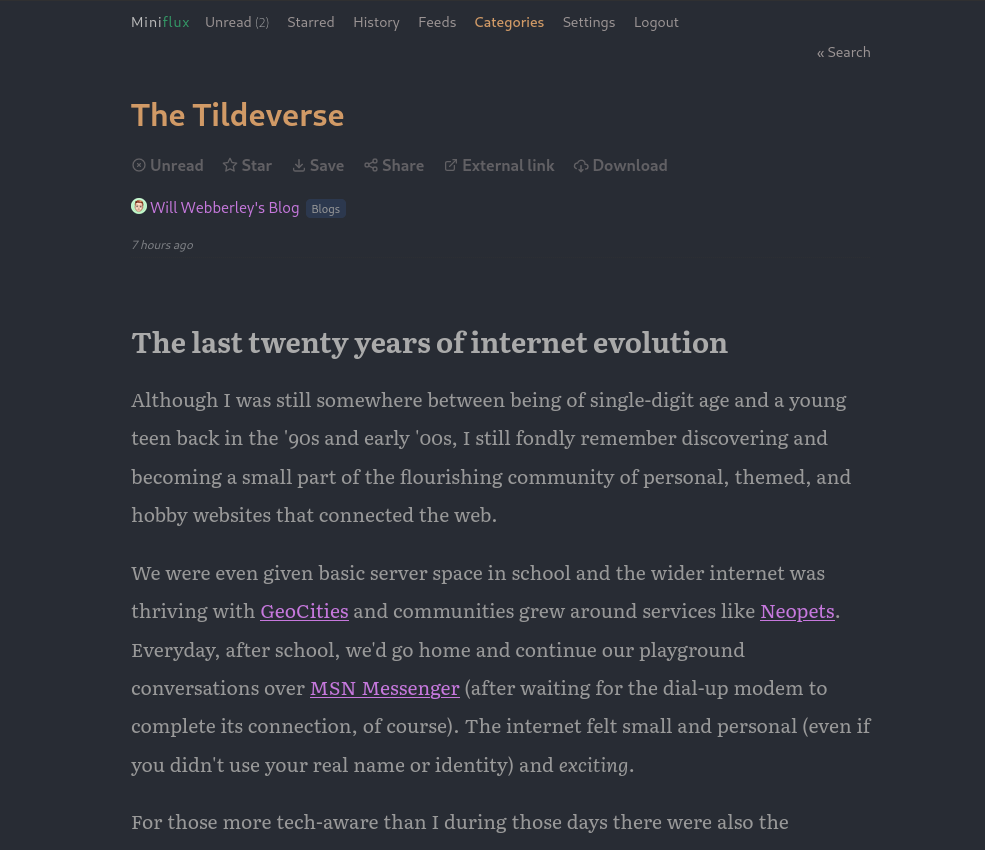 Miniflux Unread (2) Starred History Feeds Categories Settings Logout
« Search
The Tildeverse
Unread Star Save Share External link Download
Will Webberley's Blog Blogs
7 hours ago
The last twenty years of internet evolution
Although I was still somewhere between being of single-digit age and a young
teen back in the '90s and early '00s, I still fondly remember discovering and
becoming a small part of the flourishing community of personal, themed, and
hobby websites that connected the web.
We were even given basic server space in school and the wider internet was
thriving with GeoCities and communities grew around services like Neopets.
Everyday, after school, we'd go home and continue our playground
conversations over MSN Messenger (after waiting for the dial-up modem to
complete its connection, of course). The internet felt small and personal (even if
you didn't use your real name or identity) and exciting.
For those more tech-aware than I during those days there were also the